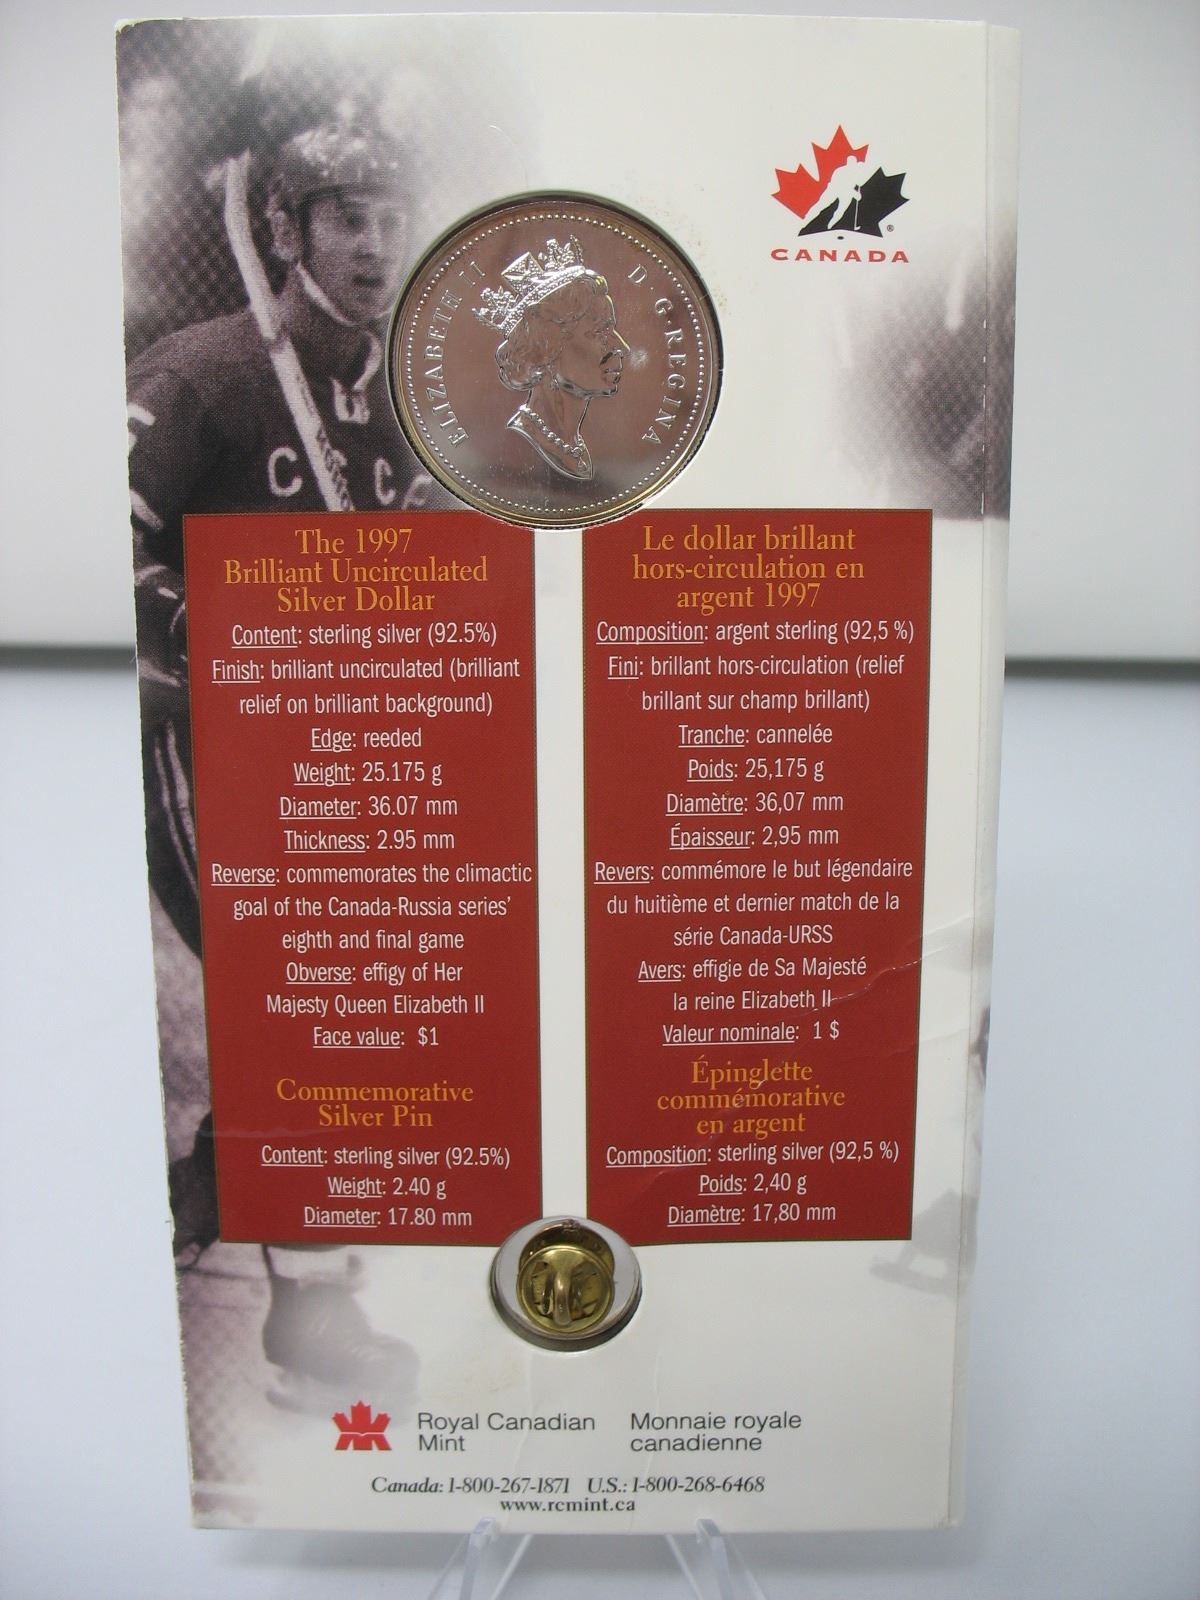 CANADA
ELIZABETH II D·G·REGINA
CCC
The 1997
Brilliant Uncirculated
Silver Dollar
Content: sterling silver (92.5%)
Finish: brilliant uncirculated (brilliant
relief on brilliant background)
Edge: reeded
Weight: 25.175 g
Diameter: 36.07 mm
Thickness: 2.95 mm
Reverse: commemorates the climactic
goal of the Canada-Russia series'
eighth and final game
Obverse: effigy of Her
Majesty Queen Elizabeth II
Face value: $1
Commemorative
Silver Pin
Content: sterling silver (92.5%)
Weight: 2.40 g
Diameter: 17.80 mm
Le dollar brillant
hors-circulation en
argent 1997
Composition: argent sterling (92,5 %)
Fini: brillant hors-circulation (relief
brillant sur champ brillant)
Tranche: cannelée
Poids: 25,175 g
Diamètre: 36,07 mm
Épaisseur: 2,95 mm
Revers: commémore le but légendaire
du huitième et dernier match de la
série Canada-URSS
Avers: effigie de Sa Majesté
la reine Elizabeth II
Valeur nominale: 1 $
Épinglette
commémorative
en argent
Composition: sterling silver (92,5 %)
Poids: 2,40 g
Diamètre: 17,80 mm
Royal Canadian
Mint
Monnaie royale
canadienne
Canada: 1-800-267-1871 U.S.: 1-800-268-6468
www.rcmint.ca